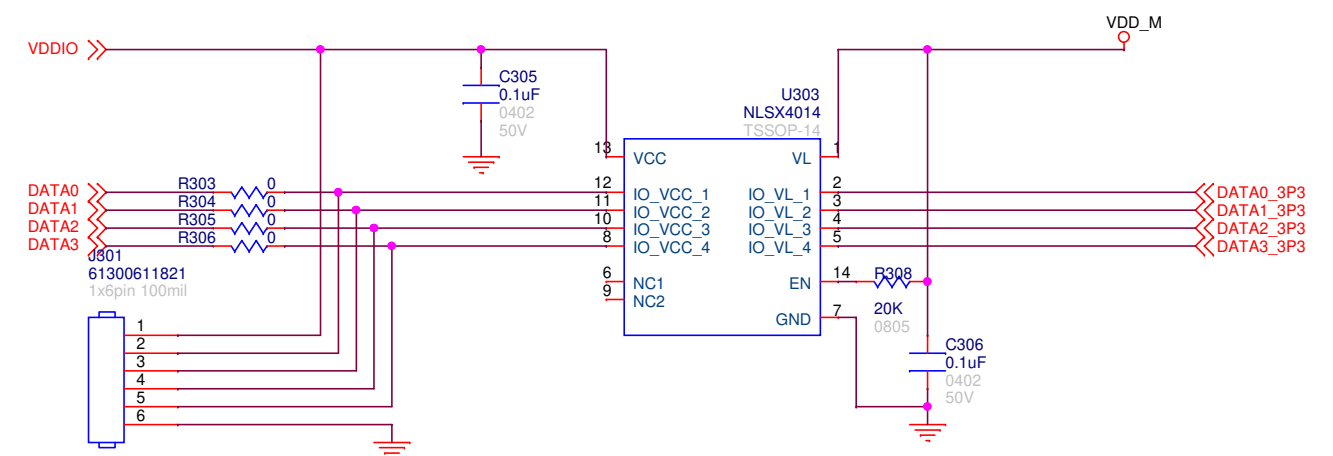 VDD_M
VDDIO
C305
0.1uF
0402
50V
U303
NLSX4014
TSSOP-14
13 VCC VL 1
DATA0 R303 0 12 IO_VCC_1 IO_VL_1 2 DATA0_3P3
DATA1 R304 0 11 IO_VCC_2 IO_VL_2 3 DATA1_3P3
DATA2 R305 0 10 IO_VCC_3 IO_VL_3 4 DATA2_3P3
DATA3 R306 0 8 IO_VCC_4 IO_VL_4 5 DATA3_3P3
J301
61300611821
1x6pin 100mil
6 NC1 EN 14 R308
9 NC2
20K
0805
GND 7
1
2
3
4
5
6
C306
0.1uF
0402
50V